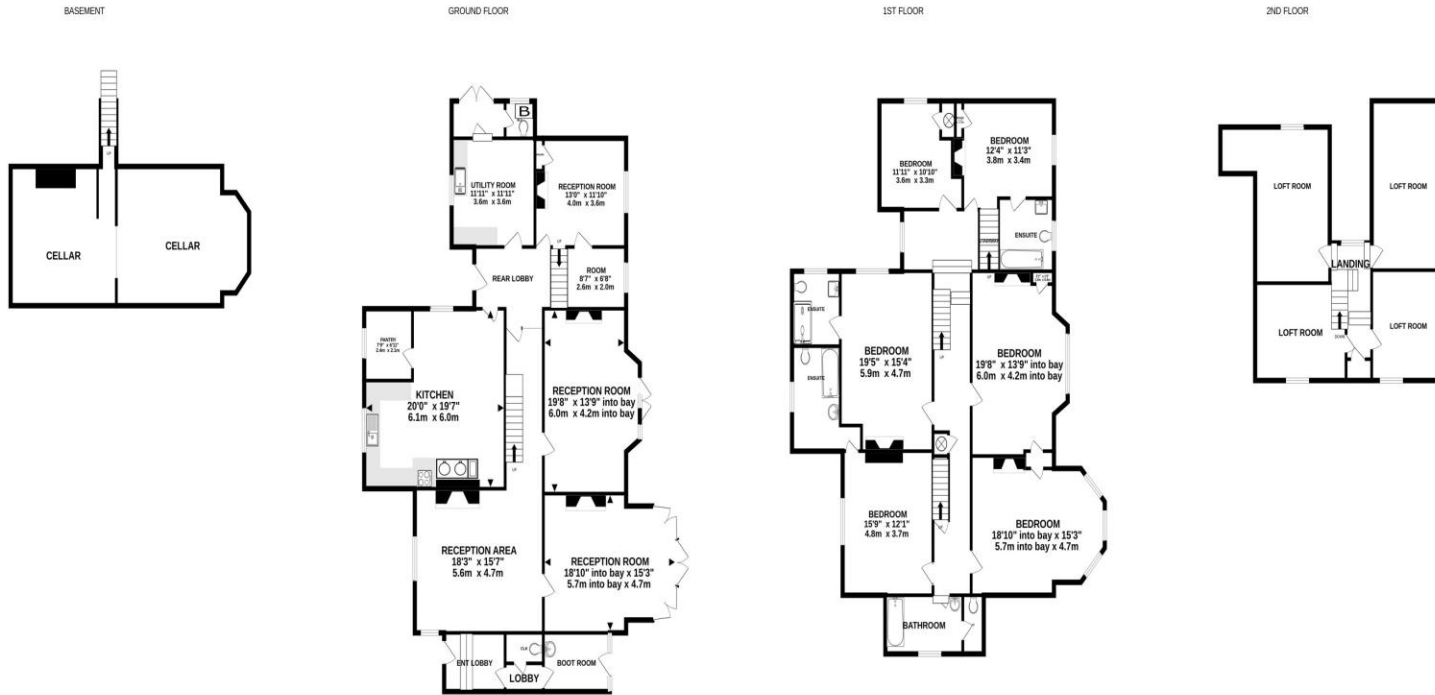 BASEMENT
CELLAR
CELLAR
UP
GROUND FLOOR
B
UTILITY ROOM
11'11" x 11'11"
3.6m x 3.6m
RECEPTION ROOM
13'0" x 11'10"
4.0m x 3.6m
UP
REAR LOBBY
ROOM
8'7" x 6'8"
2.6m x 2.0m
PANTRY
KITCHEN
20'0" x 19'7"
6.1m x 6.0m
RECEPTION ROOM
19'8" x 13'9" into bay
6.0m x 4.2m into bay
UP
RECEPTION AREA
18'3" x 15'7"
5.6m x 4.7m
RECEPTION ROOM
18'10" into bay x 15'3"
5.7m into bay x 4.7m
ENT LOBBY
CLK
LOBBY
BOOT ROOM
1ST FLOOR
BEDROOM
11'11" x 10'10"
3.6m x 3.3m
BEDROOM
12'4" x 11'3"
3.8m x 3.4m
ENSUITE
ENSUITE
BEDROOM
19'5" x 15'4"
5.9m x 4.7m
UP
BEDROOM
19'8" x 13'9" into bay
6.0m x 4.2m into bay
ENSUITE
BEDROOM
15'9" x 12'1"
4.8m x 3.7m
UP
BEDROOM
18'10" into bay x 15'3"
5.7m into bay x 4.7m
BATHROOM
2ND FLOOR
LOFT ROOM
LOFT ROOM
LANDING
LOFT ROOM
DOWN
LOFT ROOM